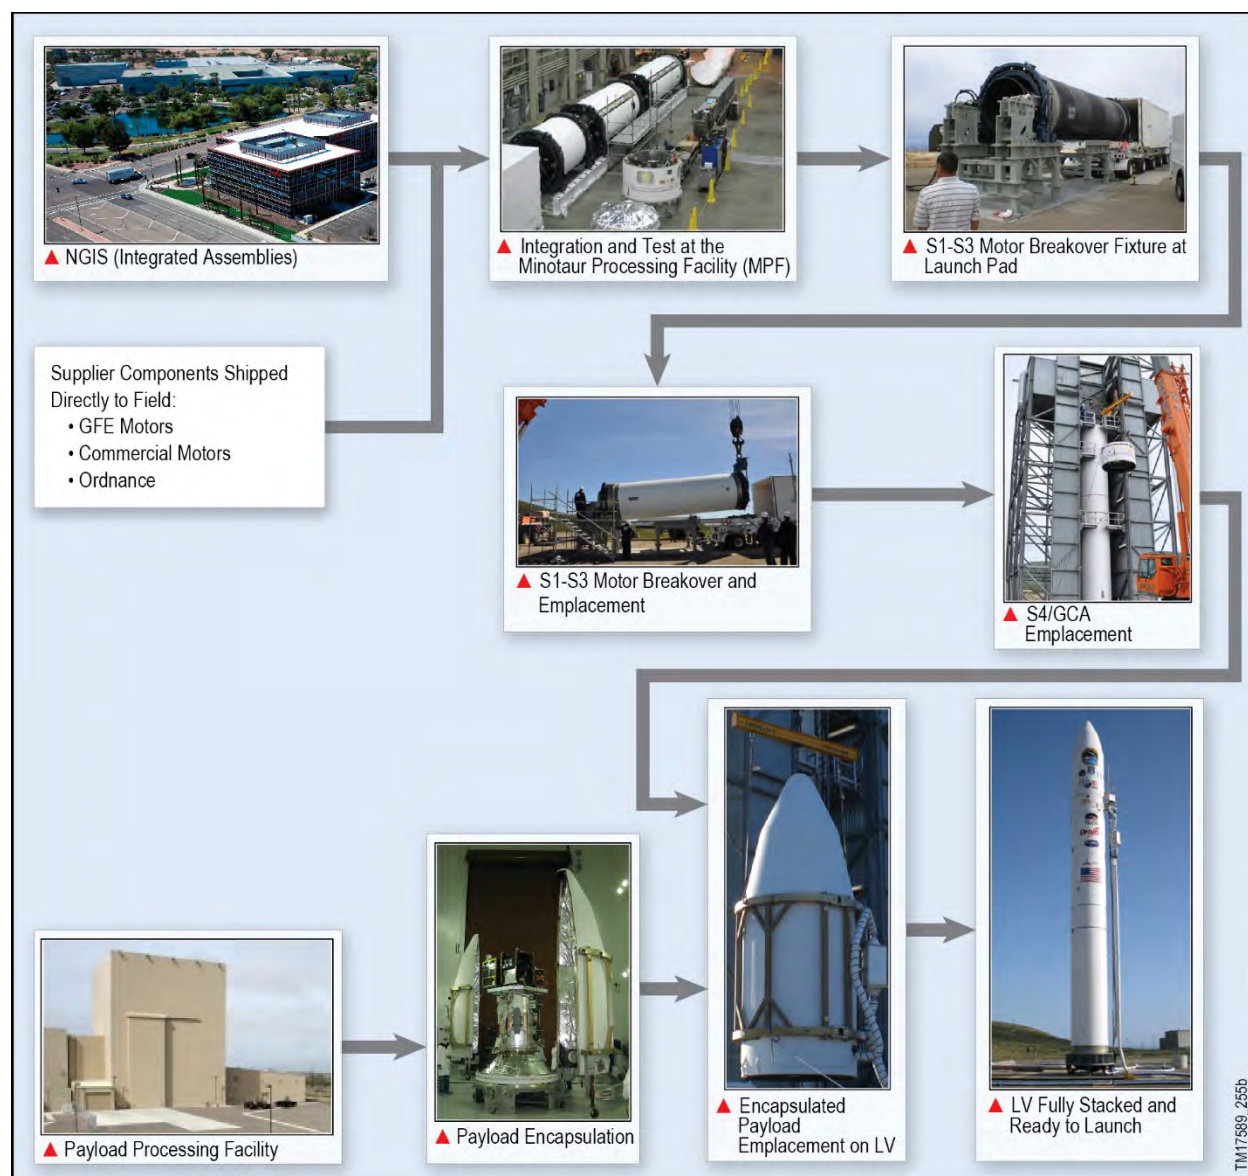 NGIS (Integrated Assemblies)
Integration and Test at the
Minotaur Processing Facility (MPF)
S1-S3 Motor Breakover Fixture at
Launch Pad
Supplier Components Shipped
Directly to Field:
• GFE Motors
• Commercial Motors
• Ordnance
S1-S3 Motor Breakover and
Emplacement
S4/GCA
Emplacement
Payload Processing Facility
Payload Encapsulation
Encapsulated
Payload
Emplacement on LV
LV Fully Stacked and
Ready to Launch
TM17589_255b